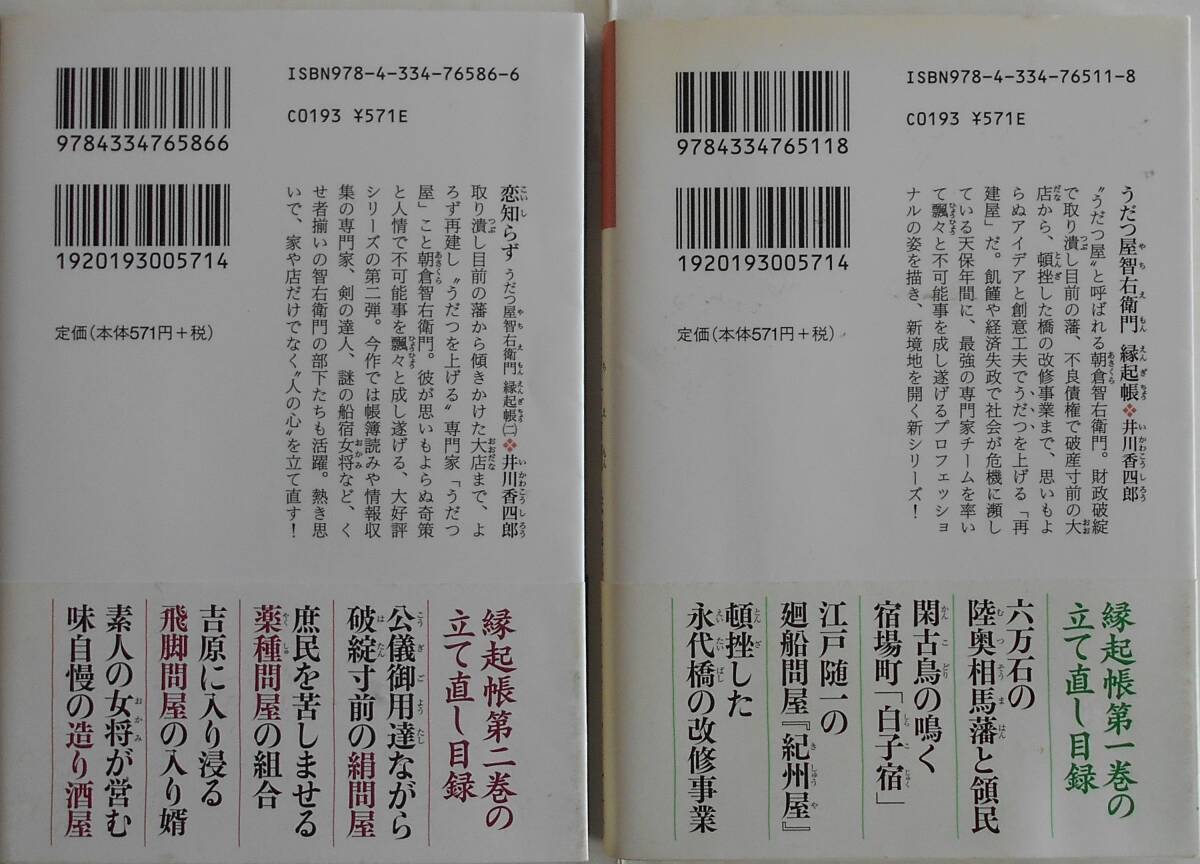 ISBN978-4-334-76586-6
C0193 ¥571E
9784334765866
1920193005714
定価(本体571円+税)
恋知らず うだつ屋智右衛門 縁起帳㈡❖井川香四郎
取り潰し目前の藩から傾きかけた大店まで、よ
ろず再建し〝うだつを上げる〟専門家「うだつ
屋」こと朝倉智右衛門。彼が思いもよらぬ奇策
と人情で不可能事を飄々と成し遂げる、大好評
シリーズの第二弾。今作では帳簿読みや情報収
集の専門家、剣の達人、謎の船宿女将など、く
せ者揃いの智右衛門の部下たちも活躍。熱き思
いで、家や店だけでなく〝人の心〟を立て直す!
縁起帳第二巻の
立て直し目録
公儀御用達ながら
破綻寸前の絹問屋
庶民を苦しませる
薬種問屋の組合
吉原に入り浸る
飛脚問屋の入り婿
素人の女将が営む
味自慢の造り酒屋
ISBN978-4-334-76511-8
C0193 ¥571E
9784334765118
1920193005714
定価(本体571円+税)
うだつ屋智右衛門 縁起帳❖井川香四郎
〝うだつ屋〟と呼ばれる朝倉智右衛門。財政破綻
で取り潰し目前の藩、不良債権で破産寸前の大
店から、頓挫した橋の改修事業まで、思いもよ
らぬアイデアと創意工夫でうだつを上げる「再
建屋」だ。飢饉や経済失政で社会が危機に瀕し
ている天保年間に、最強の専門家チームを率い
て飄々と不可能事を成し遂げるプロフェッショ
ナルの姿を描き、新境地を開く新シリーズ!
縁起帳第一巻の
立て直し目録
六万石の
陸奥相馬藩と領民
閑古鳥の鳴く
宿場町「白子宿」
江戸随一の
廻船問屋『紀州屋』
頓挫した
永代橋の改修事業